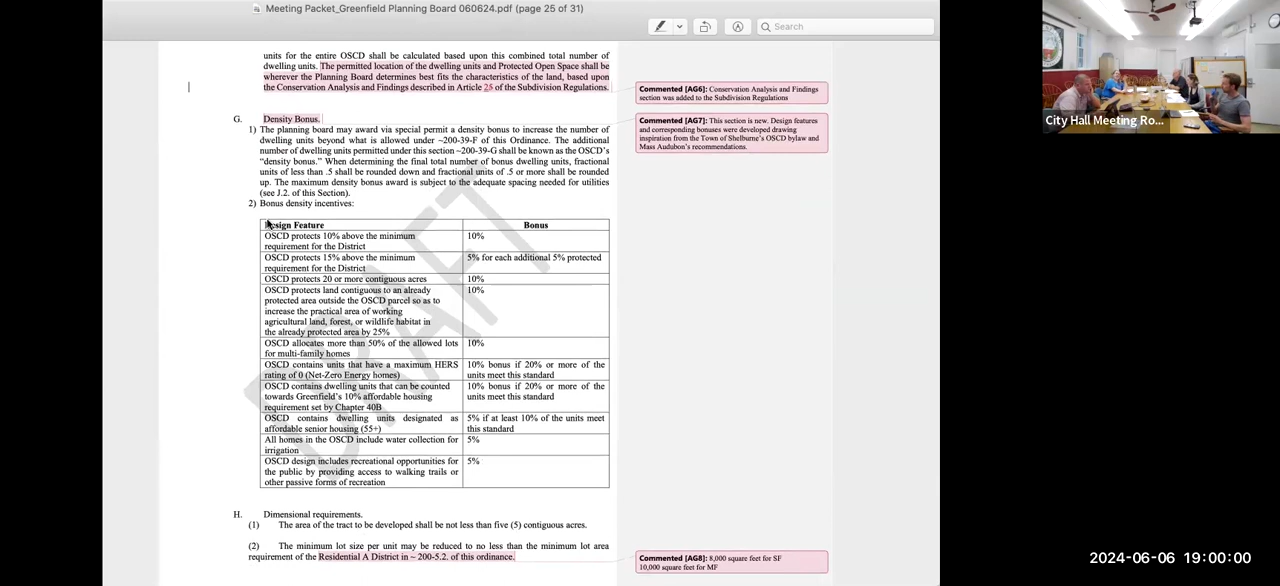 Meeting Packet_Greenfield Planning Board 060624.pdf (page 25 of 31)
Search
units for the entire OSCD shall be calculated based upon this combined total number of
dwelling units. The permitted location of the dwelling units and Protected Open Space shall be
wherever the Planning Board determines best fits the characteristics of the land, based upon
the Conservation Analysis and Findings described in Article 25 of the Subdivision Regulations.
Commented [AG6]: Conservation Analysis and Findings
section was added to the Subdivision Regulations
G. Density Bonus.
Commented [AG7]: This section is new. Design features
and corresponding bonuses were developed drawing
inspiration from the Town of Shelburne's OSCD bylaw and
Mass Audubon's recommendations.
1) The planning board may award via special permit a density bonus to increase the number of
dwelling units beyond what is allowed under ~200-39-F of this Ordinance. The additional
number of dwelling units permitted under this section ~200-39-G shall be known as the OSCD's
"density bonus." When determining the final total number of bonus dwelling units, fractional
units of less than .5 shall be rounded down and fractional units of .5 or more shall be rounded
up. The maximum density bonus award is subject to the adequate spacing needed for utilities
(see J.2. of this Section).
2) Bonus density incentives:
Design Feature Bonus
OSCD protects 10% above the minimum
requirement for the District
10%
OSCD protects 15% above the minimum
requirement for the District
5% for each additional 5% protected
OSCD protects 20 or more contiguous acres
10%
OSCD protects land contiguous to an already
protected area outside the OSCD parcel so as to
increase the practical area of working
agricultural land, forest, or wildlife habitat in
the already protected area by 25%
10%
OSCD allocates more than 50% of the allowed lots
for multi-family homes
10%
OSCD contains units that have a maximum HERS
rating of 0 (Net-Zero Energy homes)
10% bonus if 20% or more of the
units meet this standard
OSCD contains dwelling units that can be counted
towards Greenfield's 10% affordable housing
requirement set by Chapter 40B
10% bonus if 20% or more of the
units meet this standard
OSCD contains dwelling units designated as
affordable senior housing (55+)
5% if at least 10% of the units meet
this standard
All homes in the OSCD include water collection for
irrigation
5%
OSCD design includes recreational opportunities for
the public by providing access to walking trails or
other passive forms of recreation
5%
DRAFT
H. Dimensional requirements.
(1) The area of the tract to be developed shall be not less than five (5) contiguous acres.
(2) The minimum lot size per unit may be reduced to no less than the minimum lot area
requirement of the Residential A District in ~ 200-5.2. of this ordinance.
Commented [AG8]: 8,000 square feet for SF
10,000 square feet for MF
City Hall Meeting Ro...
2024-06-06 19:00:00